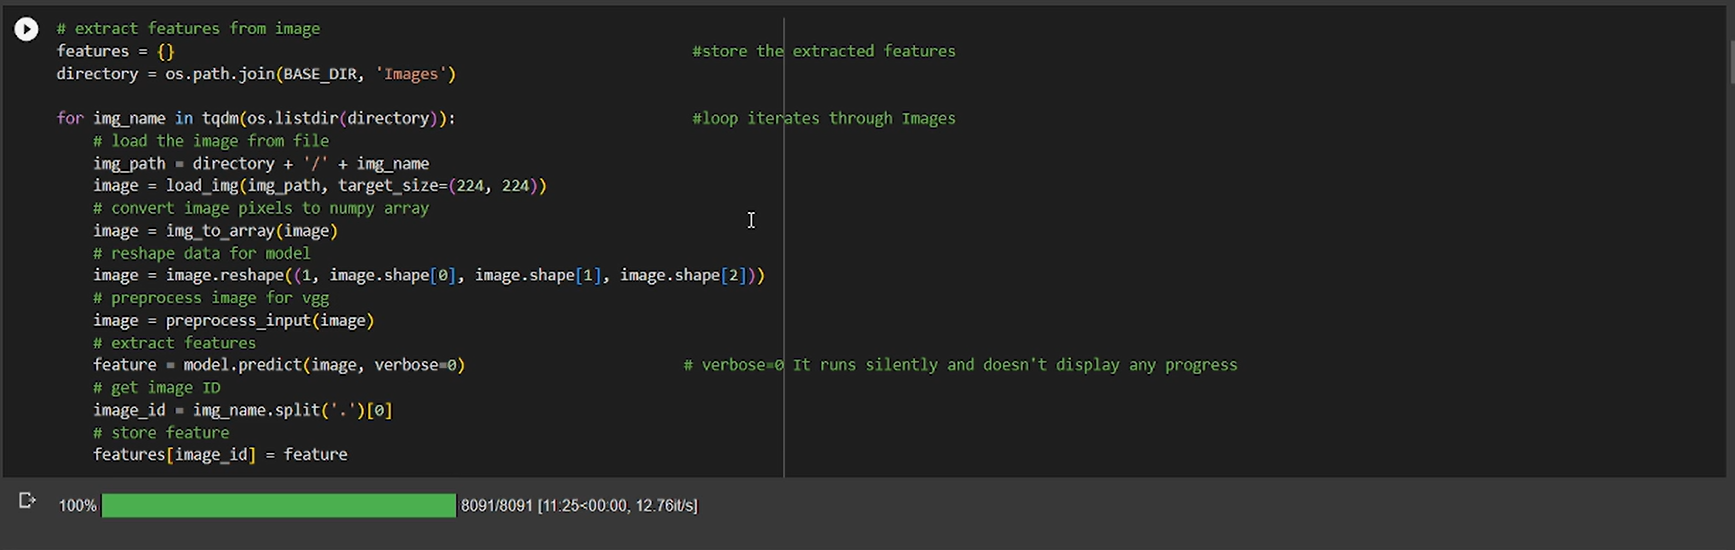 # extract features from image
features = {} #store the extracted features
directory = os.path.join(BASE_DIR, 'Images')
for img_name in tqdm(os.listdir(directory)): #loop iterates through Images
# load the image from file
img_path = directory + '/' + img_name
image = load_img(img_path, target_size=(224, 224))
# convert image pixels to numpy array
image = img_to_array(image)
# reshape data for model
image = image.reshape((1, image.shape[0], image.shape[1], image.shape[2]))
# preprocess image for vgg
image = preprocess_input(image)
# extract features
feature = model.predict(image, verbose=0) # verbose=0 It runs silently and doesn't display any progress
# get image ID
image_id = img_name.split('.')[0]
# store feature
features[image_id] = feature
100% 8091/8091 [11:25<00:00, 12.76it/s]